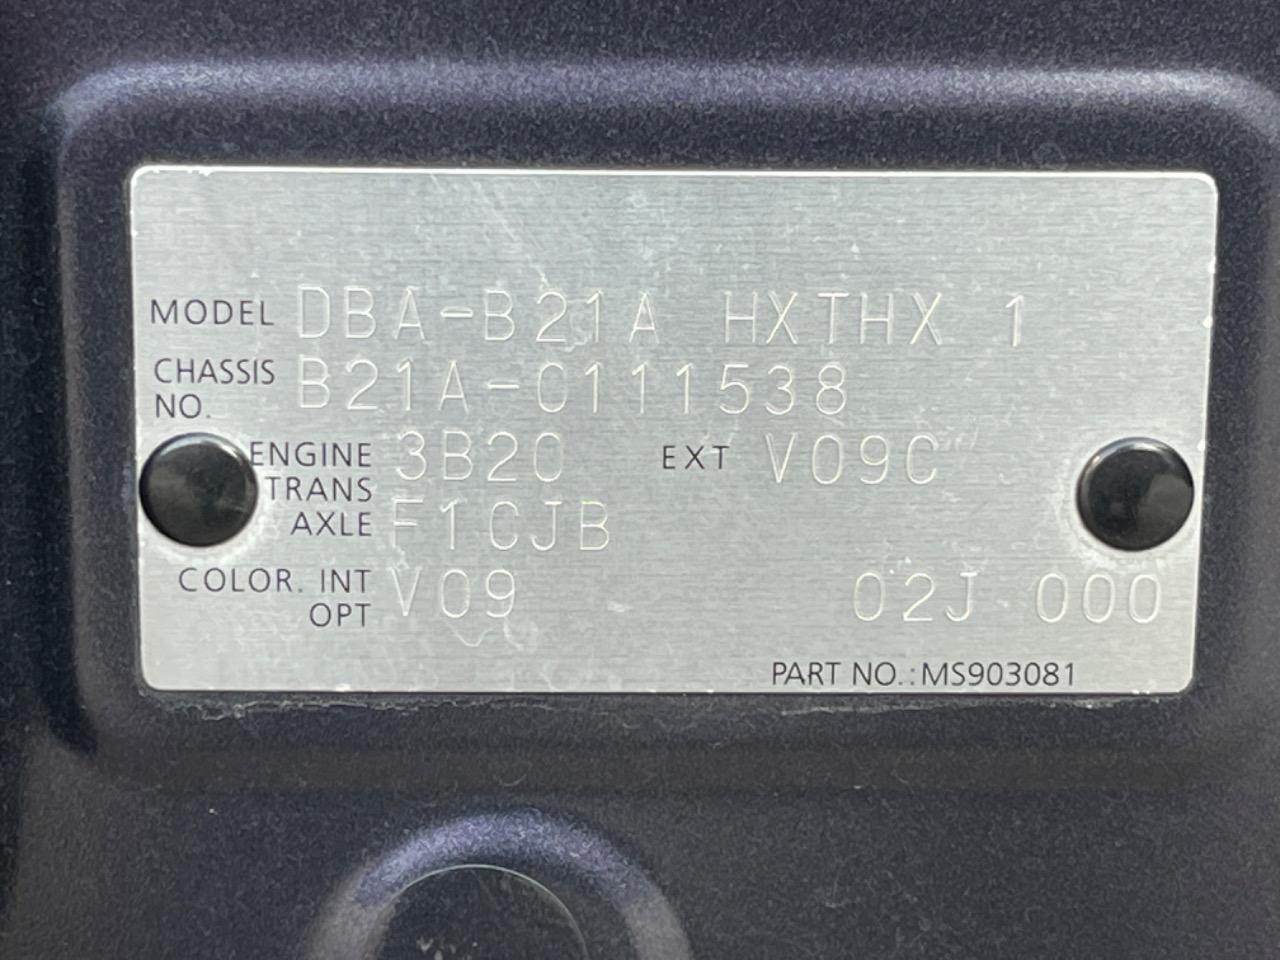 MODEL DBA-B21A HXTHX 1
CHASSIS NO. B21A-0111538
ENGINE 3B20 EXT V09C
TRANS AXLE F1CJB
COLOR. INT OPT V09 02J 000
PART NO.:MS903081